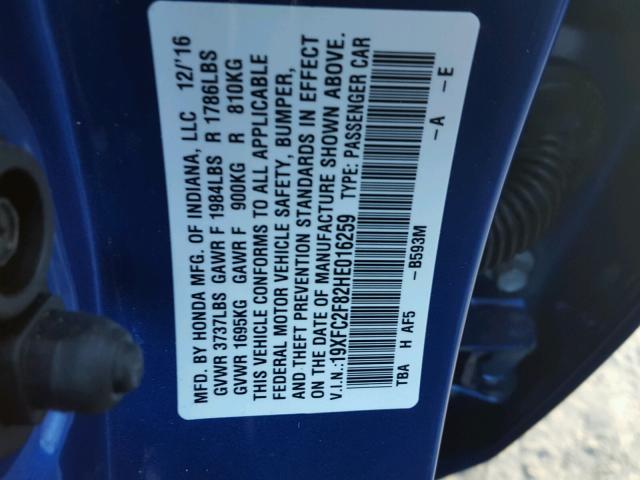 MFD. BY HONDA MFG. OF INDIANA, LLC 12/'16
GVWR 3737LBS GAWR F 1984LBS R 1786LBS
GVWR 1695KG GAWR F 900KG R 810KG
THIS VEHICLE CONFORMS TO ALL APPLICABLE
FEDERAL MOTOR VEHICLE SAFETY, BUMPER,
AND THEFT PREVENTION STANDARDS IN EFFECT
ON THE DATE OF MANUFACTURE SHOWN ABOVE.
V.I.N.:19XFC2F82HE016259 TYPE: PASSENGER CAR
TBA H AF5 - B593M -A -E